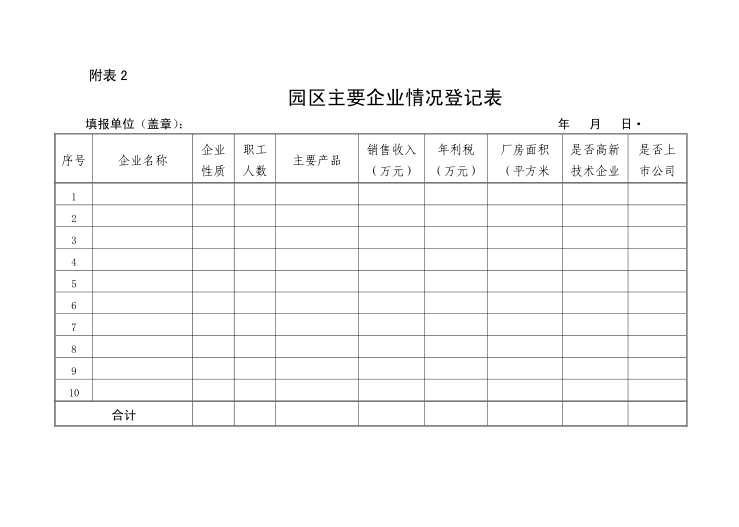 附表2
园区主要企业情况登记表
填报单位（盖章）： 年 月 日·
序号 企业名称 企业性质 职工人数 主要产品 销售收入（万元） 年利税（万元） 厂房面积（平方米 是否高新技术企业 是否上市公司
1
2
3
4
5
6
7
8
9
10
合计